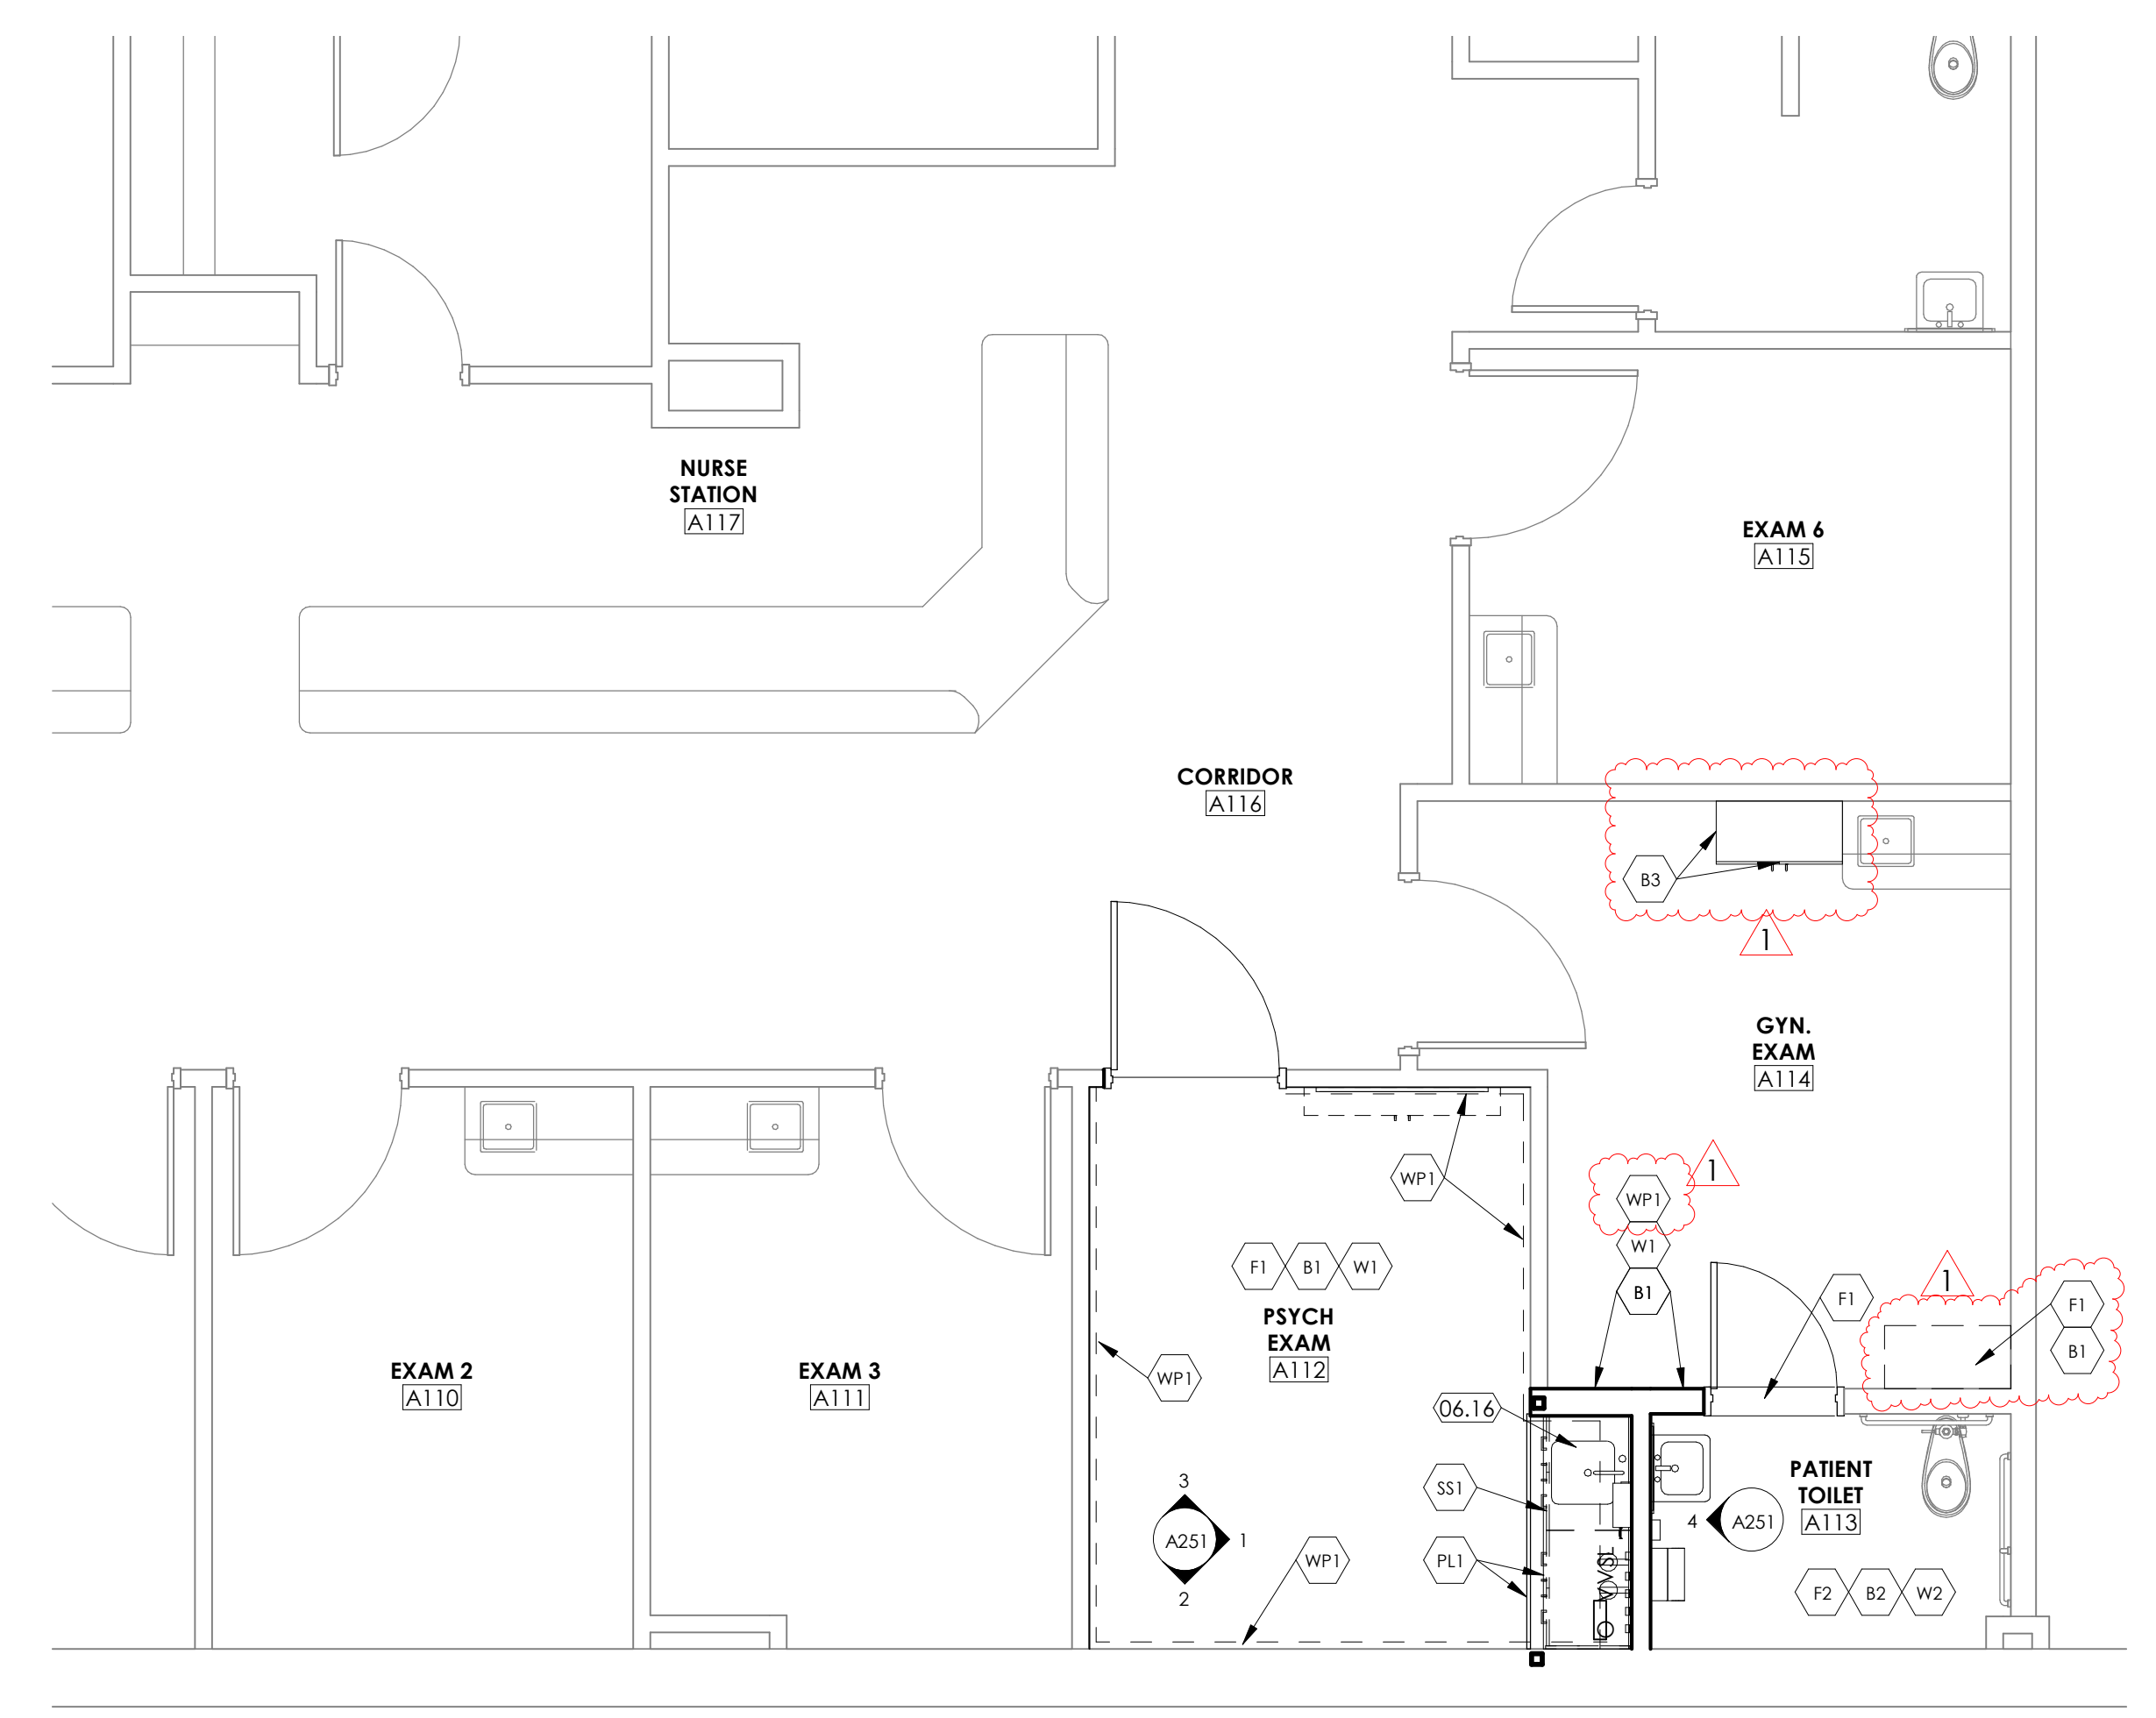 NURSE
STATION
A117
EXAM 6
A115
CORRIDOR
A116
B3
1
GYN.
EXAM
A114
1
WP1
WP1
W1
B1
F1
B1
W1
F1
1
F1
B1
PSYCH
EXAM
A112
EXAM 2
A110
EXAM 3
A111
WP1
06.16
PATIENT
TOILET
A113
3
SS1
A251
1
2
4
A251
WP1
PL1
F2
B2
W2